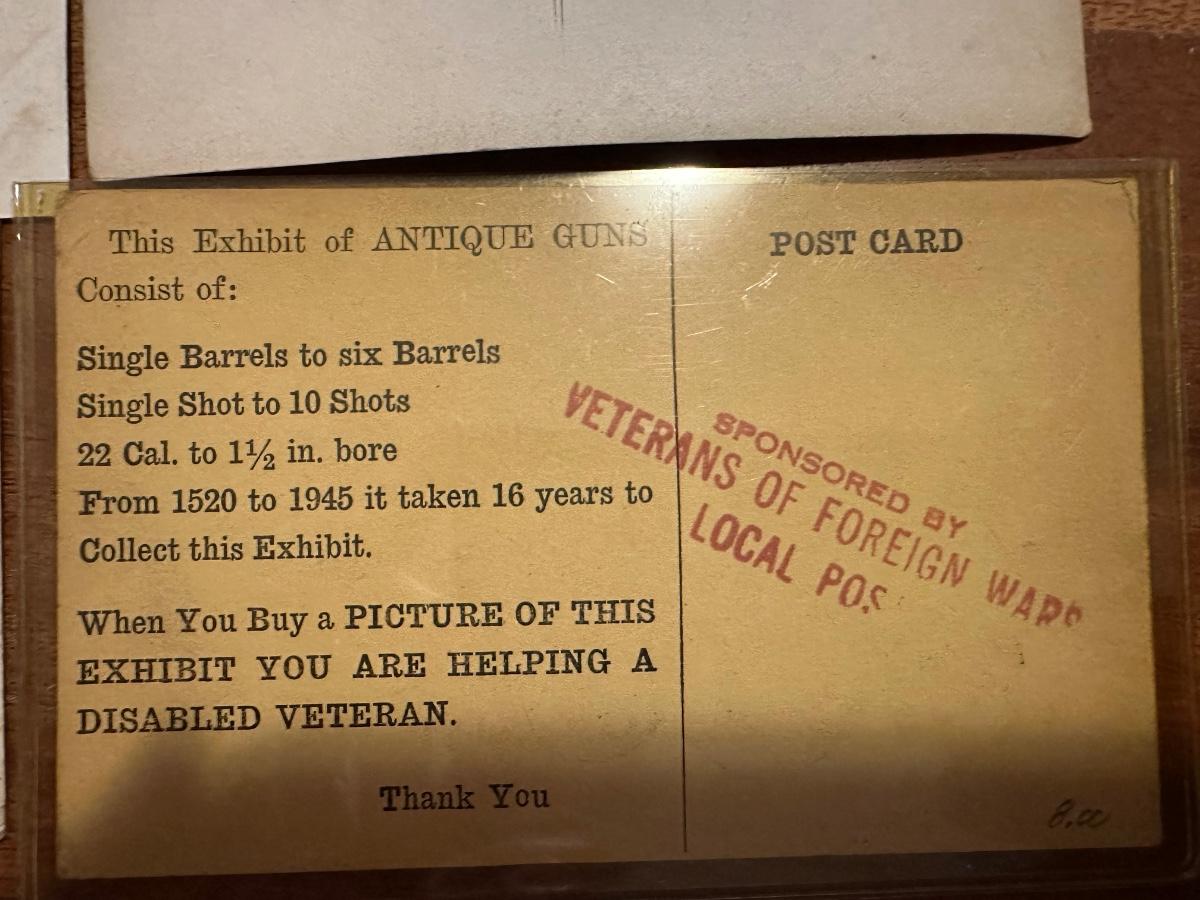 This Exhibit of ANTIQUE GUNS
Consist of:
Single Barrels to six Barrels
Single Shot to 10 Shots
22 Cal. to 1½ in. bore
From 1520 to 1945 it taken 16 years to
Collect this Exhibit.
When You Buy a PICTURE OF THIS
EXHIBIT YOU ARE HELPING A
DISABLED VETERAN.
Thank You
POST CARD
SPONSORED BY
VETERANS OF FOREIGN WARS
LOCAL POS
8.00